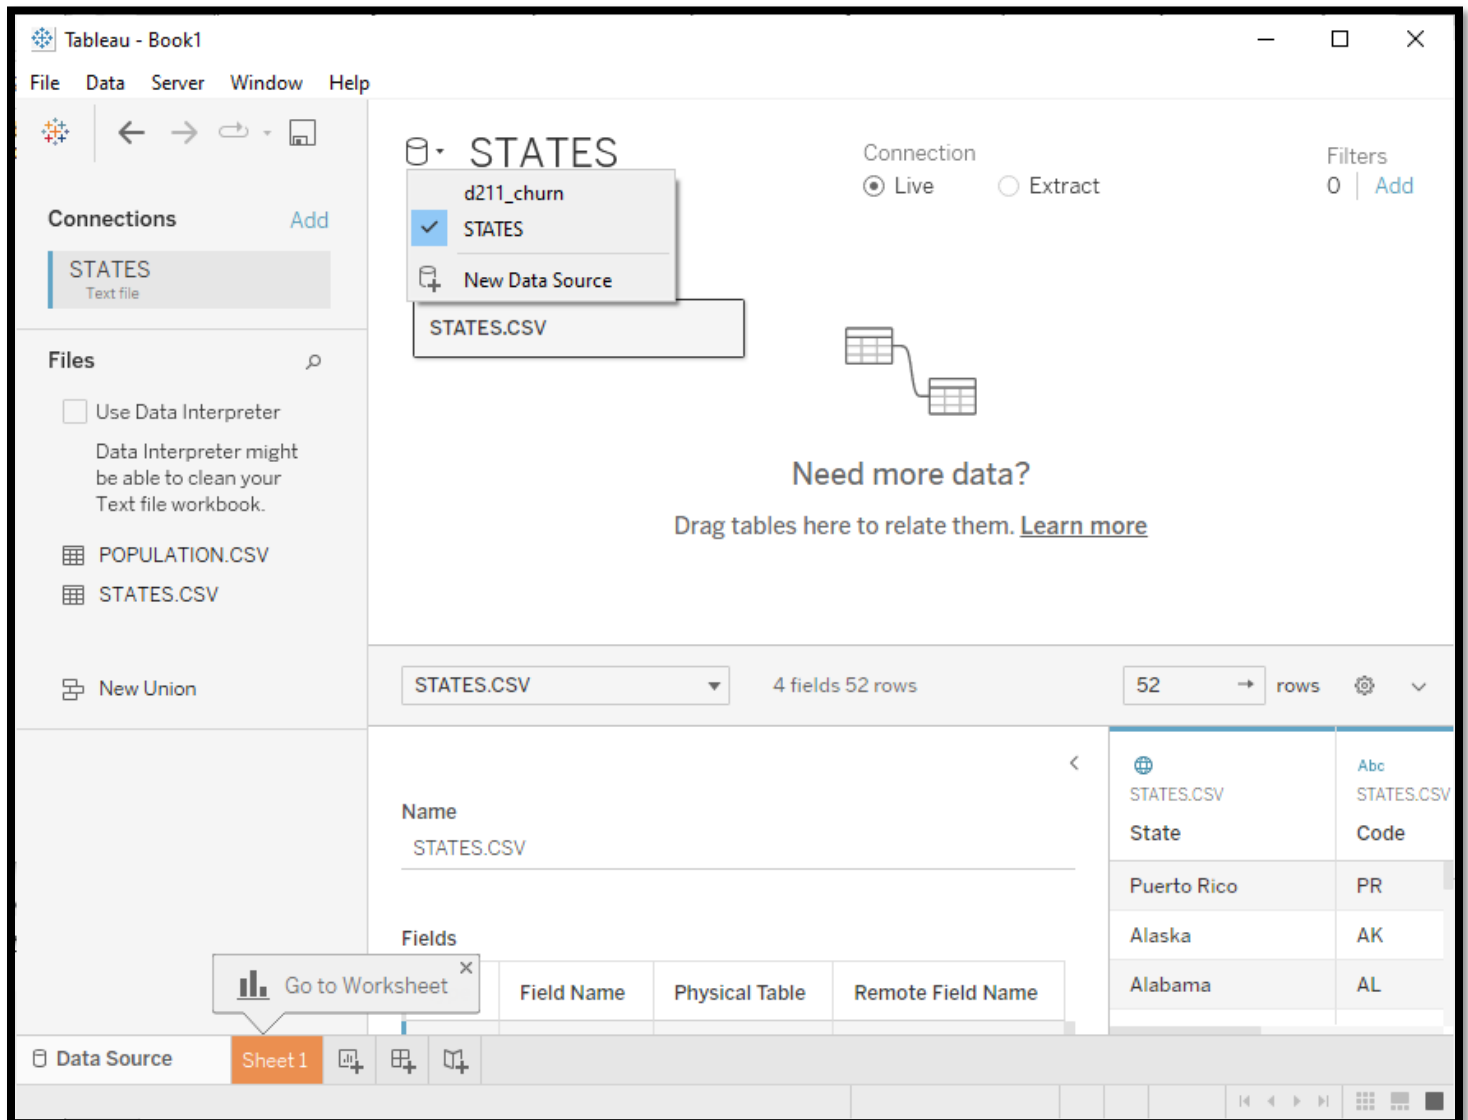 Tableau - Book1
File Data Server Window Help
STATES
Connection
Live Extract
Filters
0 Add
d211_churn
STATES
New Data Source
Connections Add
STATES
Text file
STATES.CSV
Files
Use Data Interpreter
Data Interpreter might
be able to clean your
Text file workbook.
POPULATION.CSV
STATES.CSV
New Union
Need more data?
Drag tables here to relate them. Learn more
STATES.CSV 4 fields 52 rows 52 rows
Name
STATES.CSV
Fields
Field Name Physical Table Remote Field Name
Abc
STATES.CSV STATES.CSV
State Code
Puerto Rico PR
Alaska AK
Alabama AL
Go to Worksheet
Data Source Sheet 1